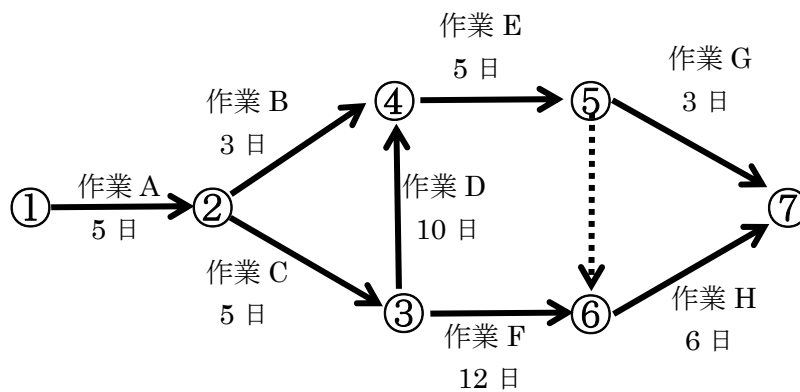 作業 E
5 日
作業 G
3 日
作業 B
3 日
④
⑤
作業 A
5 日
作業 D
10 日
①
②
⑦
作業 C
5 日
③
⑥
作業 F
12 日
作業 H
6 日